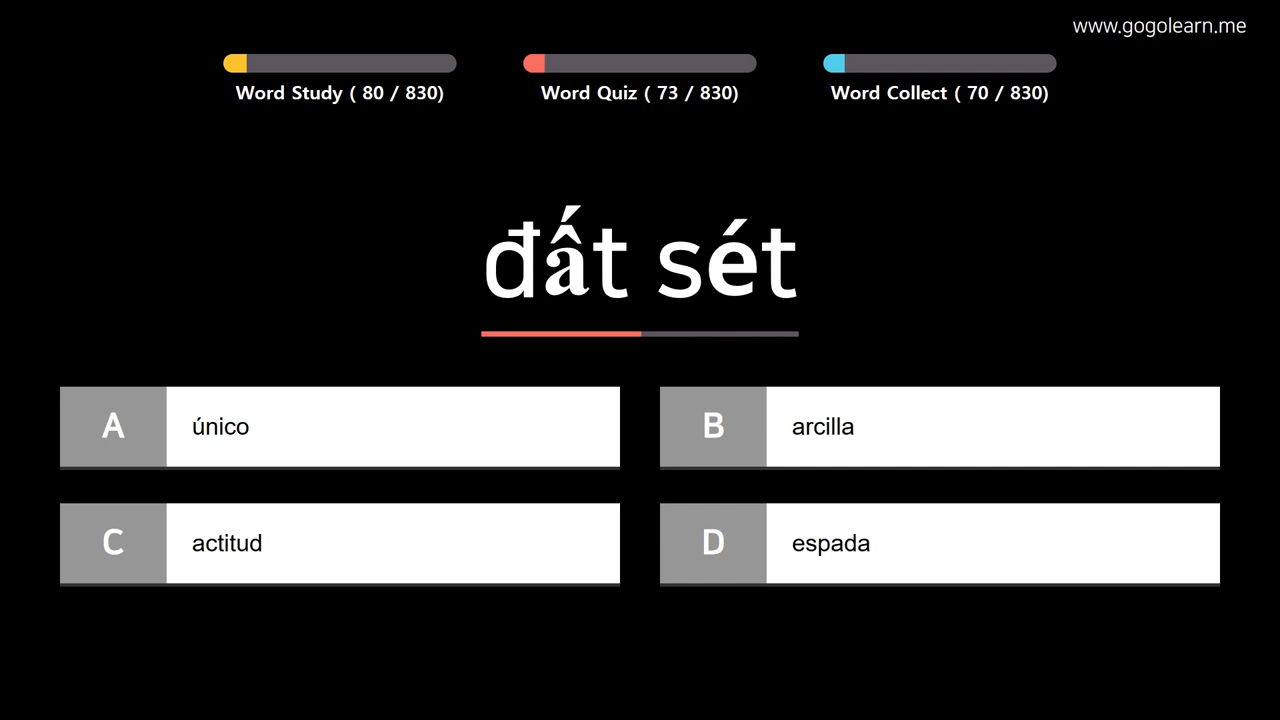 www.gogolearn.me
Word Study ( 80 / 830)
Word Quiz ( 73 / 830)
Word Collect ( 70 / 830)
đất sét
A único
B arcilla
C actitud
D espada